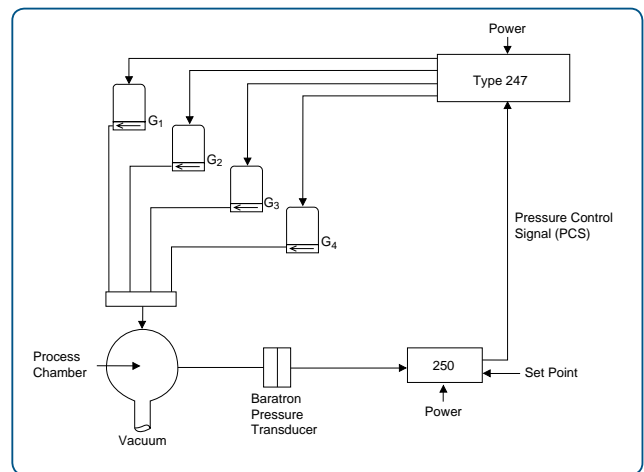 Power
Type 247
G1
G2
G3
G4
Pressure Control
Signal (PCS)
Process
Chamber
250
Set Point
Baratron
Pressure
Transducer
Power
Vacuum